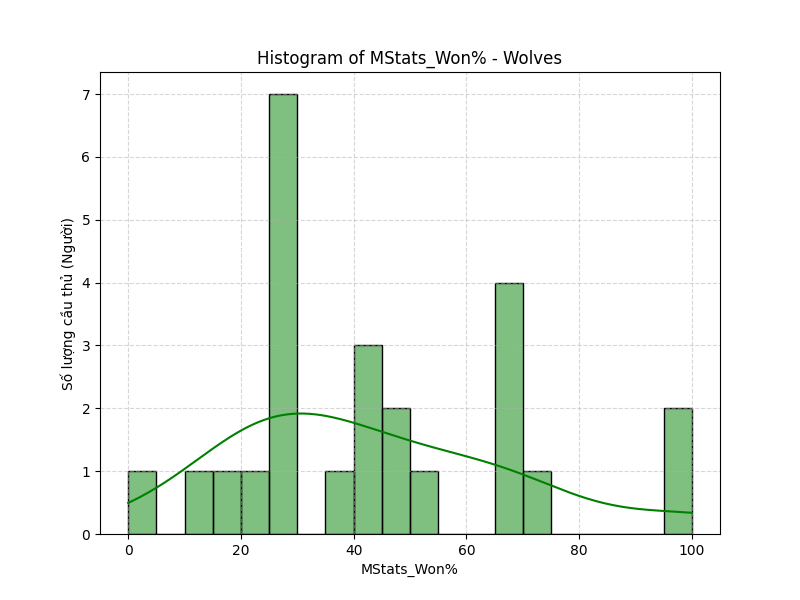 Histogram of MStats_Won% - Wolves
Số lượng cầu thủ (Người)
7
6
5
4
3
2
1
0
0 20 40 60 80 100
MStats_Won%